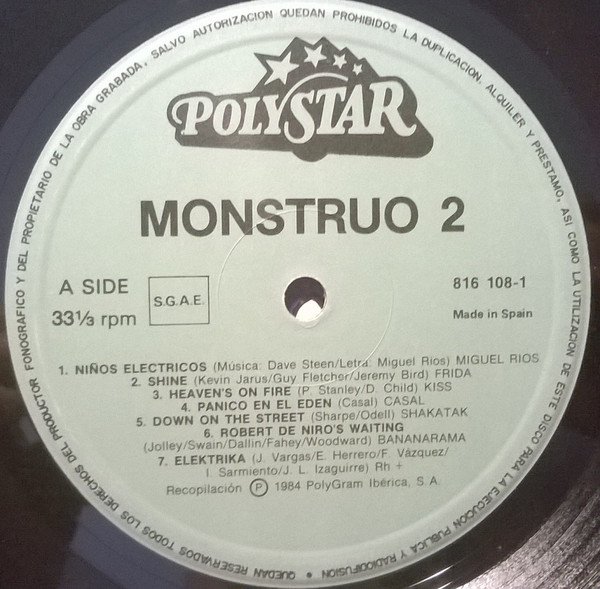 QUEDAN RESERVADOS TODOS LOS DERECHOS DEL PRODUCTOR FONOGRAFICO Y DEL PROPIETARIO DE LA OBRA GRABADA, SALVO AUTORIZACION QUEDAN PROHIBIDOS LA DUPLICACION, ALQUILER Y PRESTAMO, ASI COMO LA UTILIZACION DE ESTE DISCO PARA LA EJECUCION PUBLICA Y RADIODIFUSION •
POLYSTAR
MONSTRUO 2
A SIDE
33⅓ rpm
S.G.A.E.
816 108-1
Made in Spain
1. NIÑOS ELECTRICOS (Música: Dave Steen/Letra: Miguel Rios) MIGUEL RIOS
2. SHINE (Kevin Jarus/Guy Fletcher/Jeremy Bird) FRIDA
3. HEAVEN'S ON FIRE (P. Stanley/D. Child) KISS
4. PANICO EN EL EDEN (Casal) CASAL
5. DOWN ON THE STREET (Sharpe/Odell) SHAKATAK
6. ROBERT DE NIRO'S WAITING
(Jolley/Swain/Dallin/Fahey/Woodward) BANANARAMA
7. ELEKTRIKA (J. Vargas/E. Herrero/F. Vázquez/
I. Sarmiento/J. L. Izaguirre) Rh +
Recopilación Ⓟ 1984 PolyGram Ibérica, S.A.